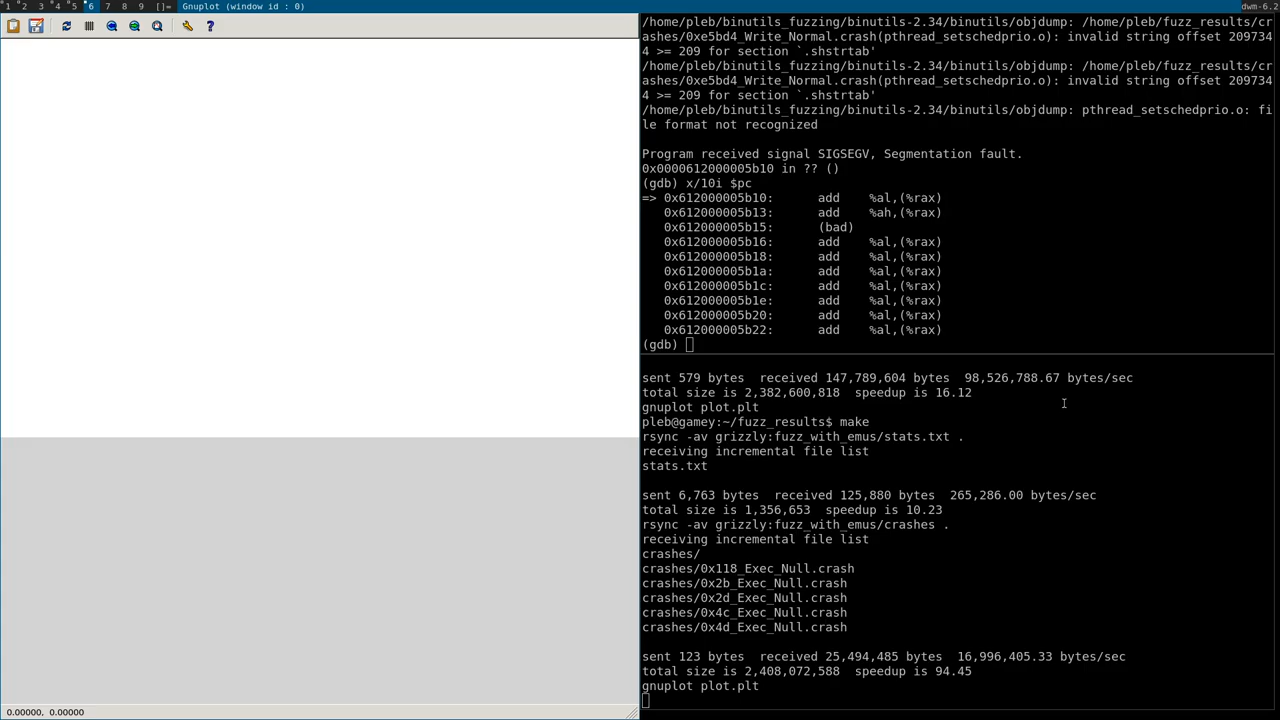 1 2 3 4 5 6 7 8 9 []= Gnuplot (window id : 0) dwm-6.2
/home/pleb/binutils_fuzzing/binutils-2.34/binutils/objdump: /home/pleb/fuzz_results/cr
ashes/0xe5bd4_Write_Normal.crash(pthread_setschedprio.o): invalid string offset 209734
4 >= 209 for section `.shstrtab'
/home/pleb/binutils_fuzzing/binutils-2.34/binutils/objdump: /home/pleb/fuzz_results/cr
ashes/0xe5bd4_Write_Normal.crash(pthread_setschedprio.o): invalid string offset 209734
4 >= 209 for section `.shstrtab'
/home/pleb/binutils_fuzzing/binutils-2.34/binutils/objdump: pthread_setschedprio.o: fi
le format not recognized
Program received signal SIGSEGV, Segmentation fault.
0x0000612000005b10 in ?? ()
(gdb) x/10i $pc
=> 0x612000005b10: add %al,(%rax)
0x612000005b13: add %ah,(%rax)
0x612000005b15: (bad)
0x612000005b16: add %al,(%rax)
0x612000005b18: add %al,(%rax)
0x612000005b1a: add %al,(%rax)
0x612000005b1c: add %al,(%rax)
0x612000005b1e: add %al,(%rax)
0x612000005b20: add %al,(%rax)
0x612000005b22: add %al,(%rax)
(gdb)
sent 579 bytes received 147,789,604 bytes 98,526,788.67 bytes/sec
total size is 2,382,600,818 speedup is 16.12
gnuplot plot.plt
pleb@gamey:~/fuzz_results$ make
rsync -av grizzly:fuzz_with_emus/stats.txt .
receiving incremental file list
stats.txt
sent 6,763 bytes received 125,880 bytes 265,286.00 bytes/sec
total size is 1,356,653 speedup is 10.23
rsync -av grizzly:fuzz_with_emus/crashes .
receiving incremental file list
crashes/
crashes/0x118_Exec_Null.crash
crashes/0x2b_Exec_Null.crash
crashes/0x2d_Exec_Null.crash
crashes/0x4c_Exec_Null.crash
crashes/0x4d_Exec_Null.crash
sent 123 bytes received 25,494,485 bytes 16,996,405.33 bytes/sec
total size is 2,408,072,588 speedup is 94.45
gnuplot plot.plt
0.00000, 0.00000